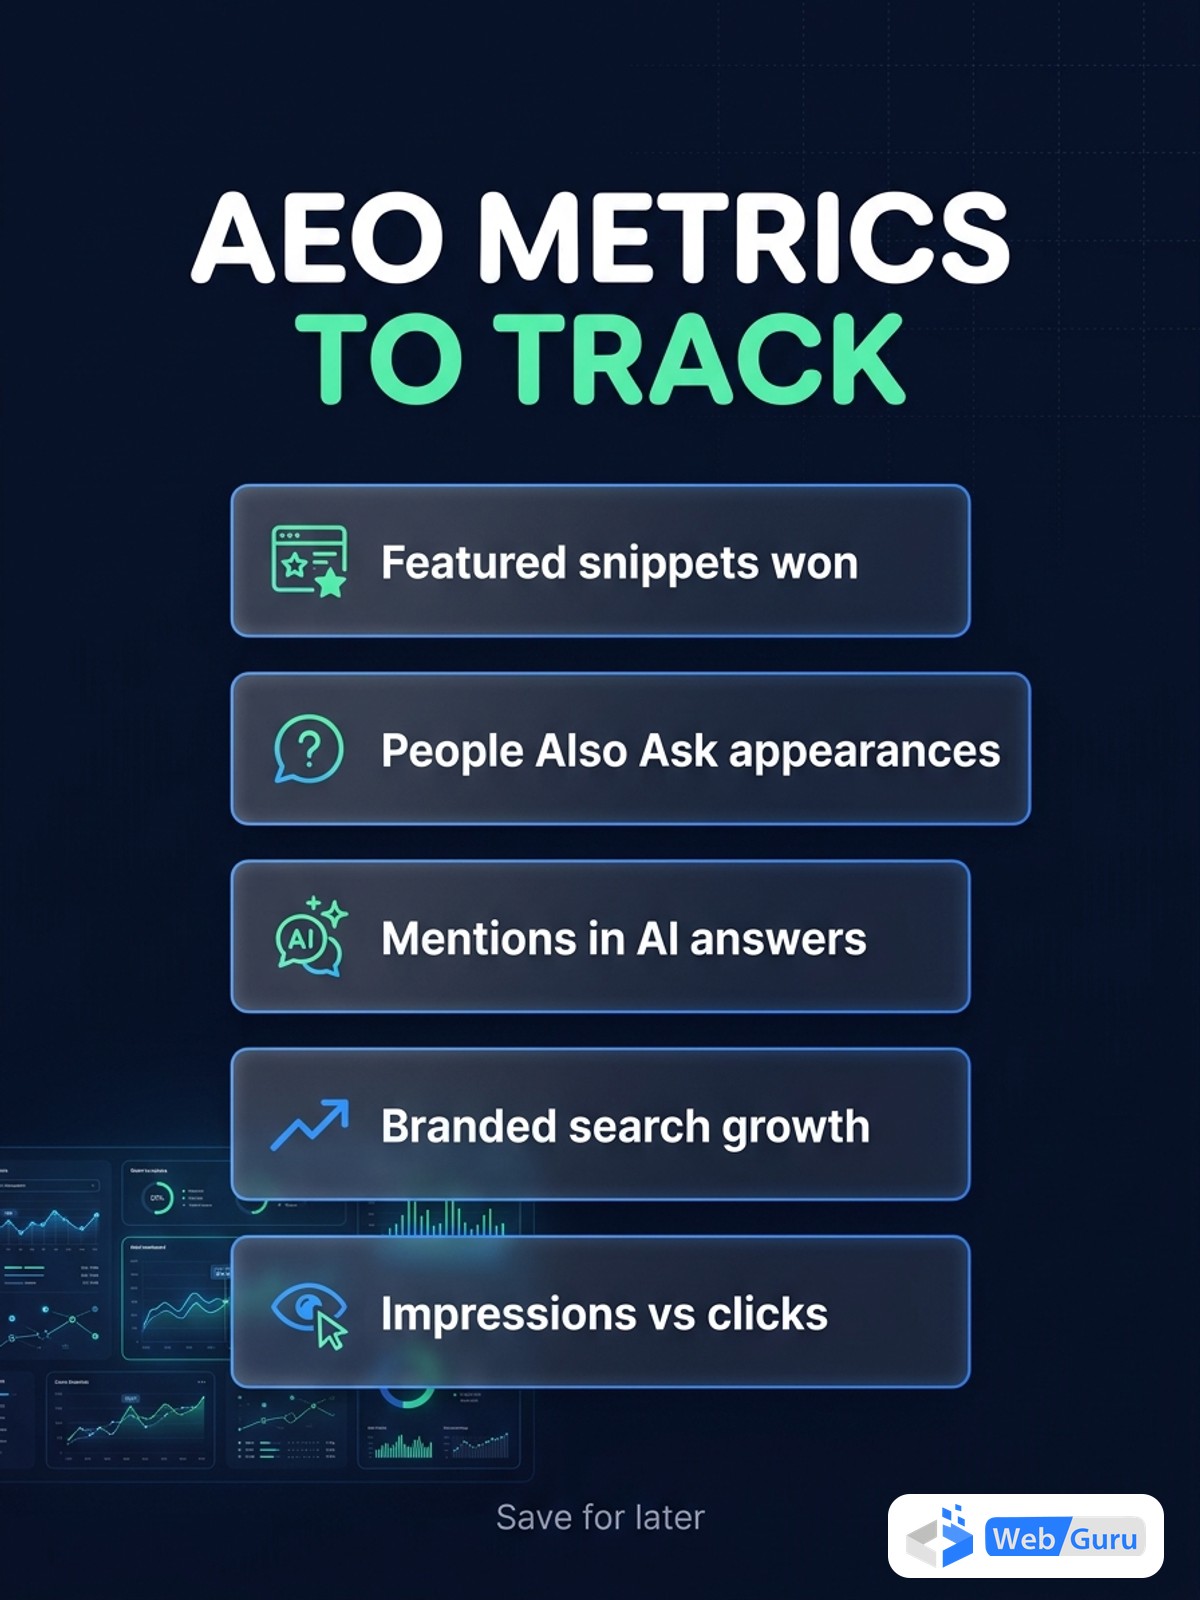 AEO METRICS
TO TRACK
Featured snippets won
People Also Ask appearances
AI
Mentions in AI answers
Branded search growth
Impressions vs clicks
Save for later
Web Guru